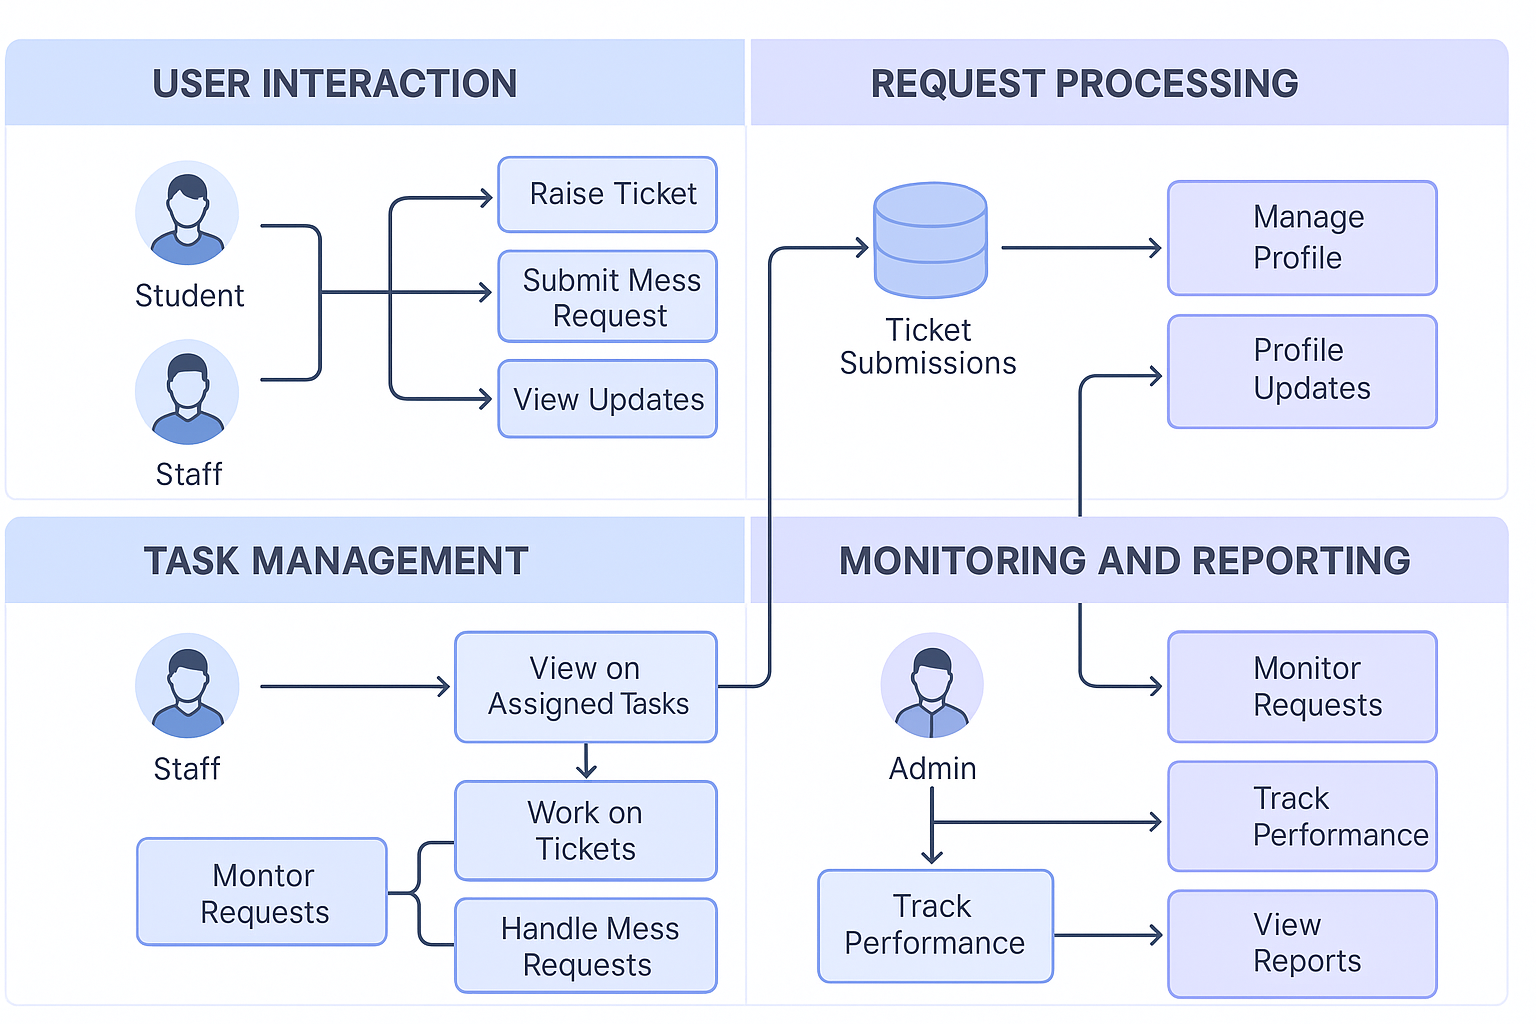 USER INTERACTION
Student
Staff
Raise Ticket
Submit Mess
Request
View Updates
REQUEST PROCESSING
Ticket
Submissions
Manage
Profile
Profile
Updates
TASK MANAGEMENT
Staff
View on
Assigned Tasks
Work on
Tickets
Montor
Requests
Handle Mess
Requests
MONITORING AND REPORTING
Admin
Monitor
Requests
Track
Performance
Track
Performance
View
Reports